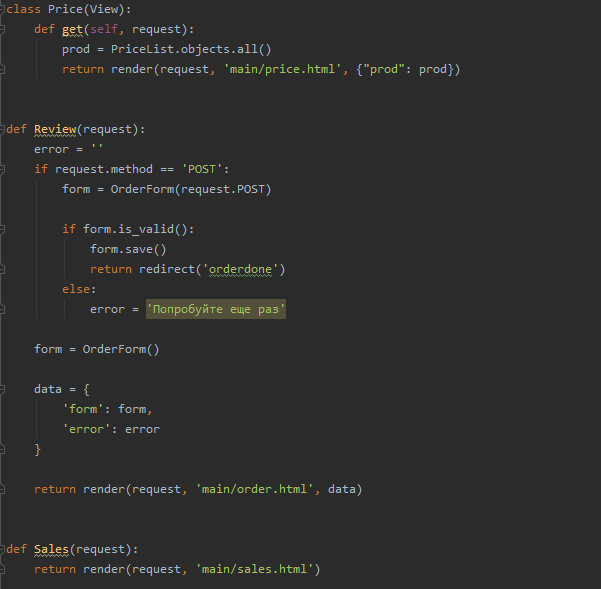 class Price(View):
    def get(self, request):
        prod = PriceList.objects.all()
        return render(request, 'main/price.html', {"prod": prod})
def Review(request):
    error = ''
    if request.method == 'POST':
        form = OrderForm(request.POST)
        if form.is_valid():
            form.save()
            return redirect('orderdone')
        else:
            error = 'Попробуйте еще раз'
    form = OrderForm()
    data = {
        'form': form,
        'error': error
    }
    return render(request, 'main/order.html', data)
def Sales(request):
    return render(request, 'main/sales.html')